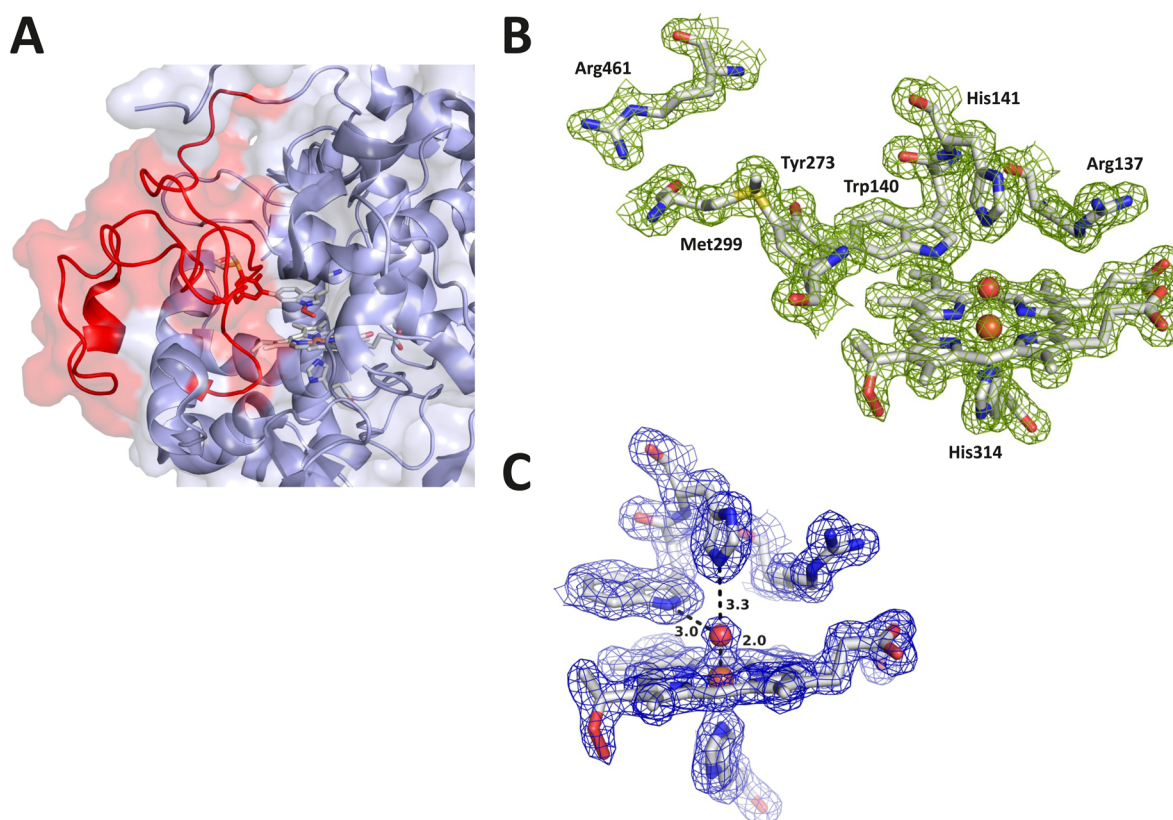 A
B
Arg461
His141
Tyr273
Trp140
Arg137
Met299
His314
C
3.3
3.0
2.0